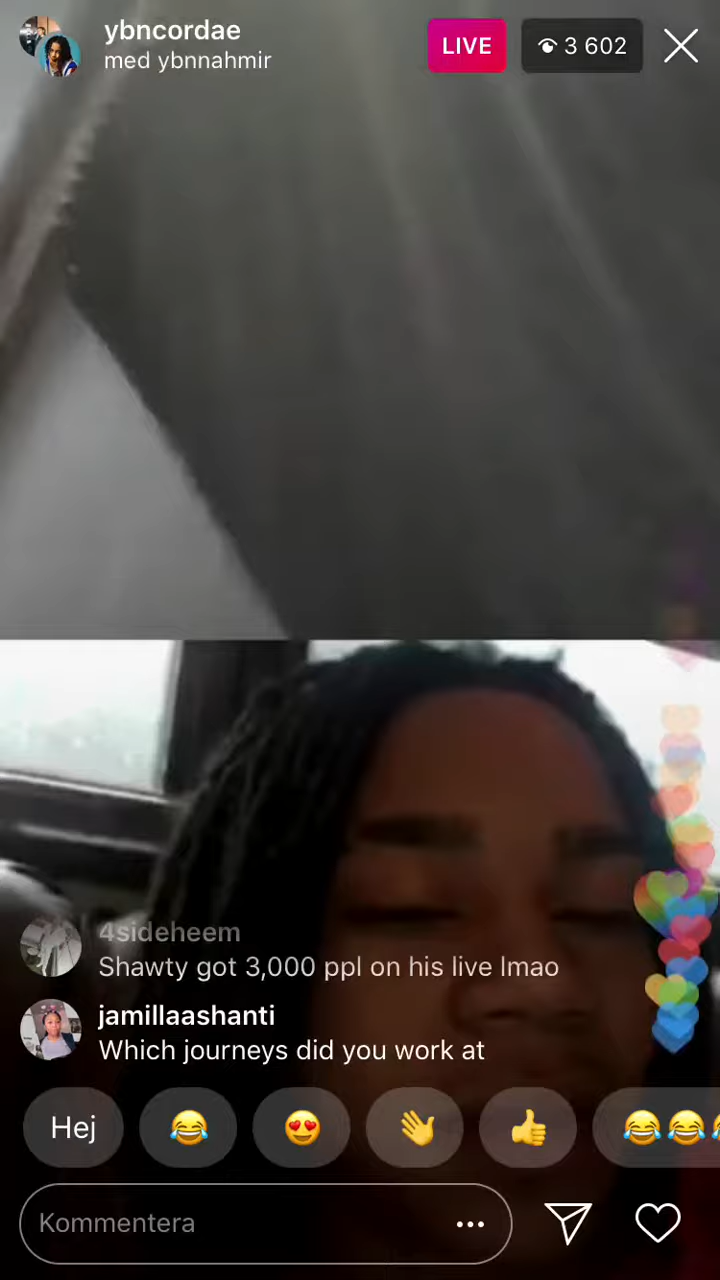 ybncordae
med ybnnahmir
LIVE
3 602
4sideheem
Shawty got 3,000 ppl on his live lmao
jamillaashanti
Which journeys did you work at
Hej
Kommentera